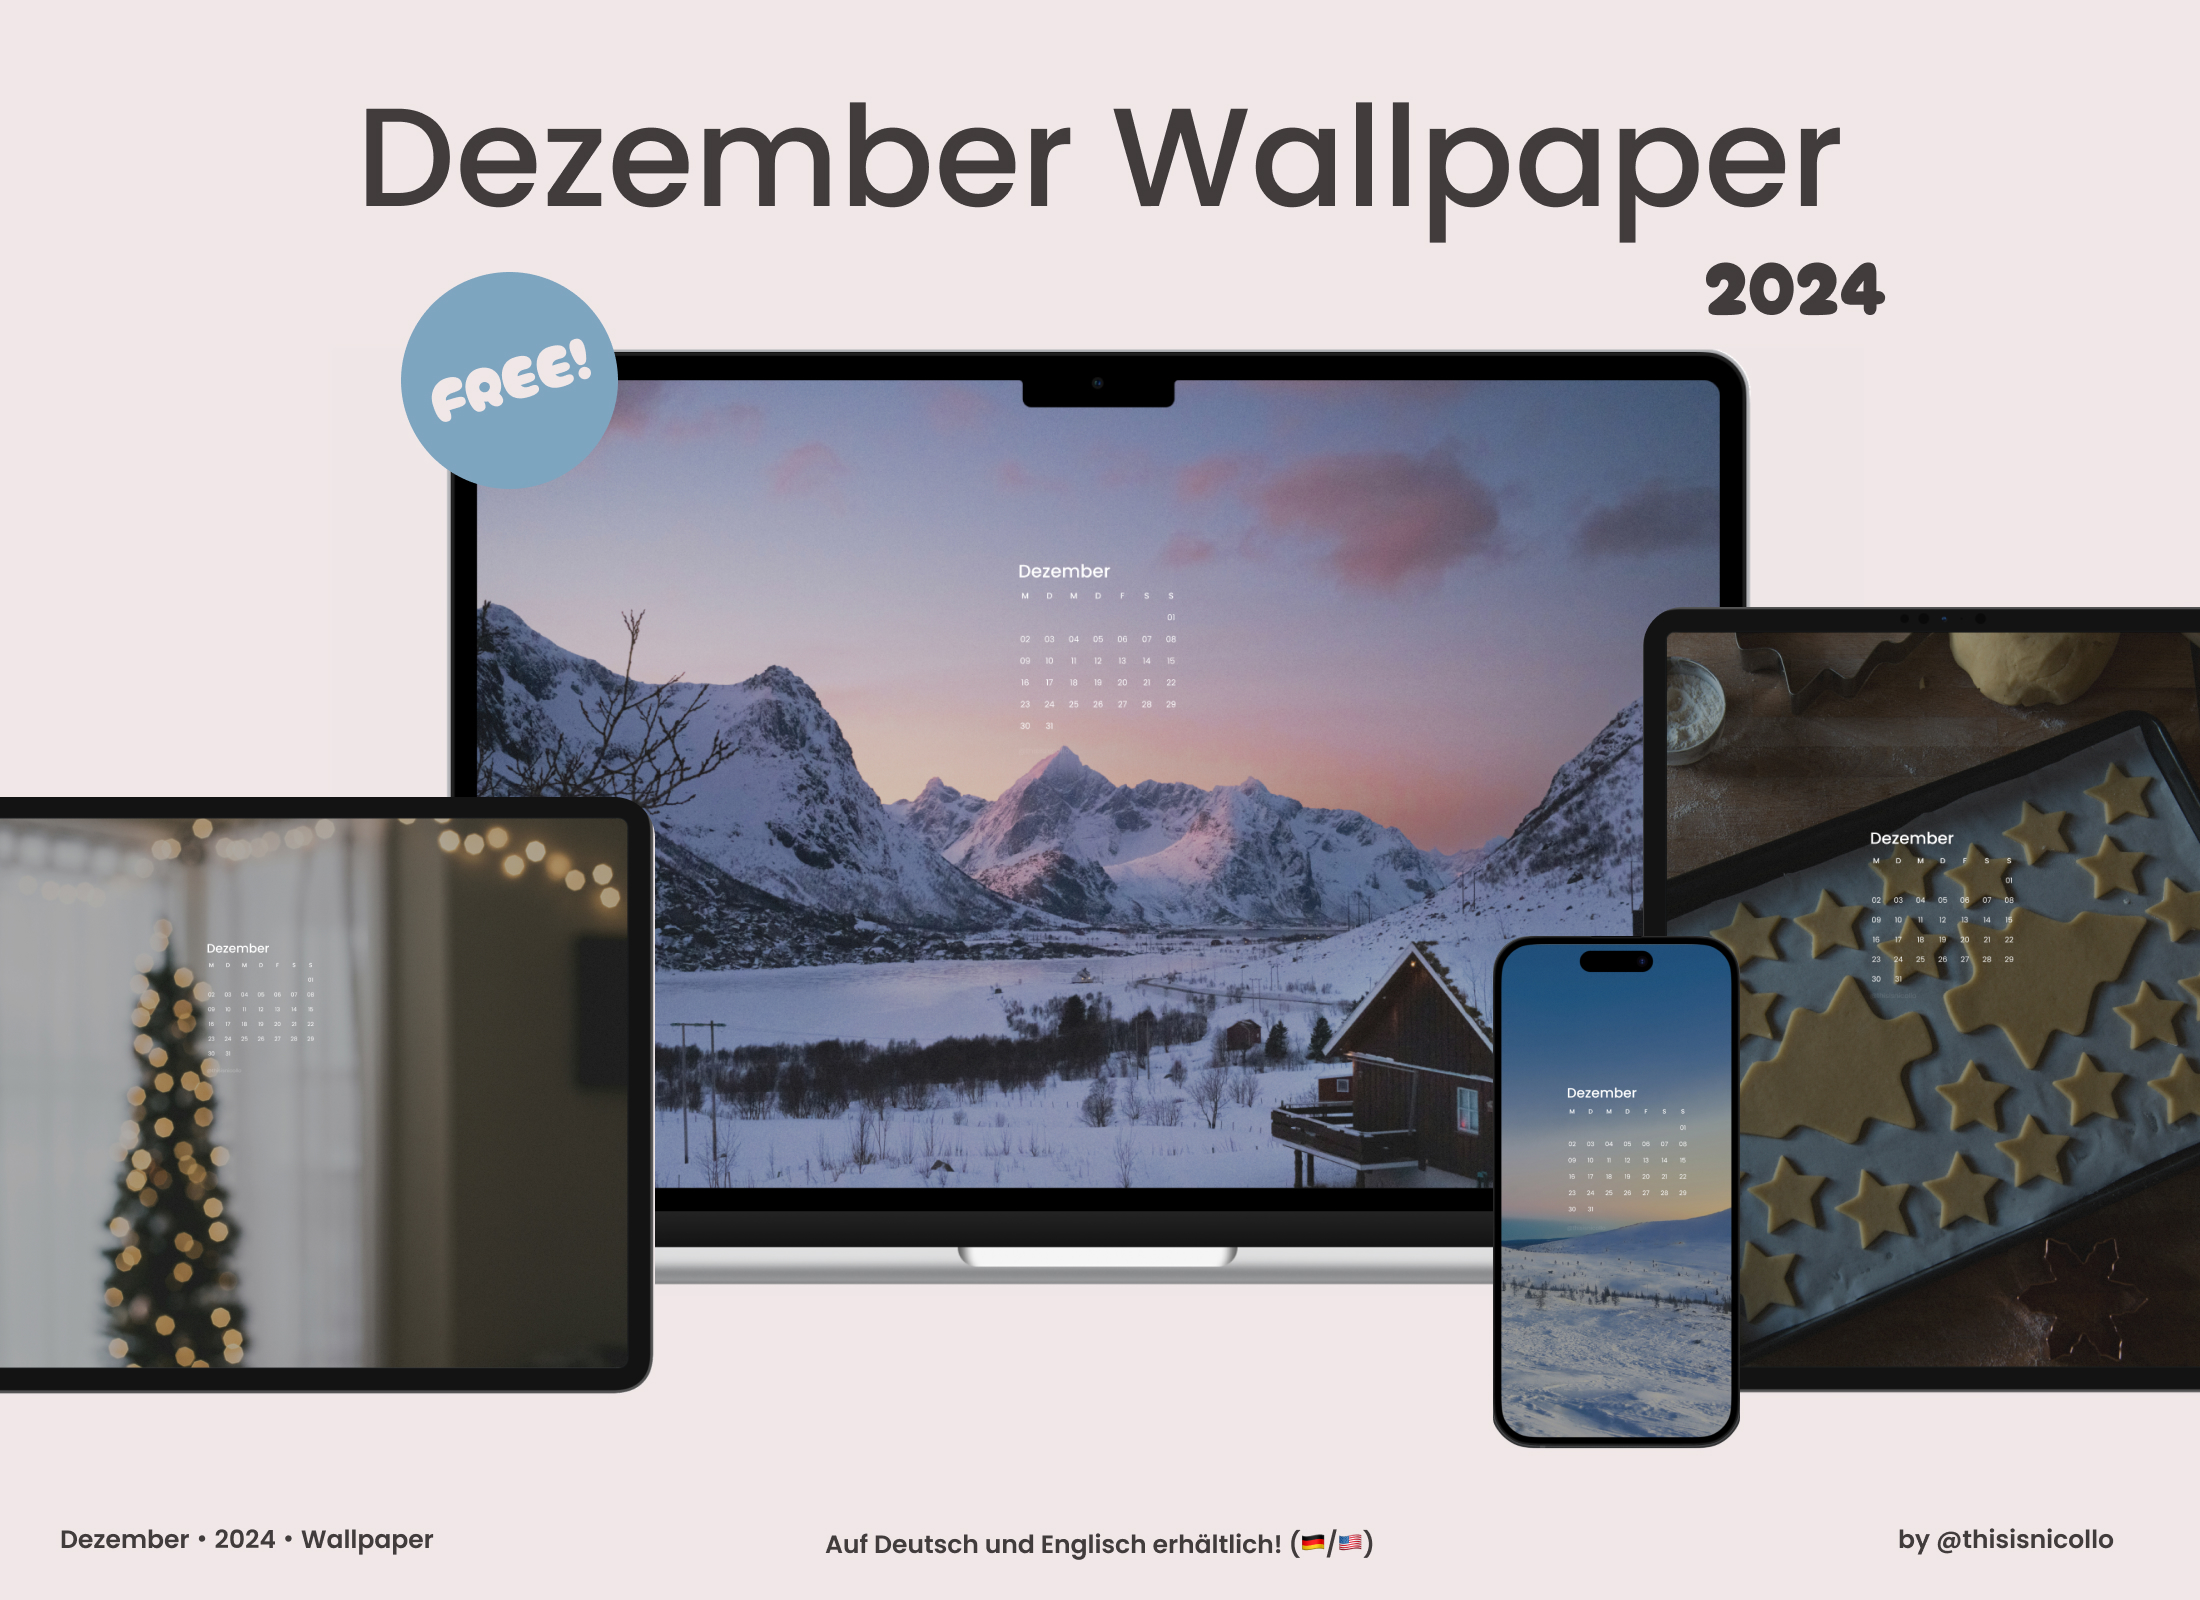 Dezember Wallpaper
2024
FREE!
Dezember
M D M D F S S
01
02 03 04 05 06 07 08
09 10 11 12 13 14 15
16 17 18 19 20 21 22
23 24 25 26 27 28 29
30 31
Dezember
M D M D F S S
01
02 03 04 05 06 07 08
09 10 11 12 13 14 15
16 17 18 19 20 21 22
23 24 25 26 27 28 29
30 31
Dezember
M D M D F S S
01
02 03 04 05 06 07 08
09 10 11 12 13 14 15
16 17 18 19 20 21 22
23 24 25 26 27 28 29
30 31
Dezember
M D M D F S S
01
02 03 04 05 06 07 08
09 10 11 12 13 14 15
16 17 18 19 20 21 22
23 24 25 26 27 28 29
30 31
Dezember • 2024 • Wallpaper
Auf Deutsch und Englisch erhältlich! (🇩🇪/🇺🇸)
by @thisisnicollo